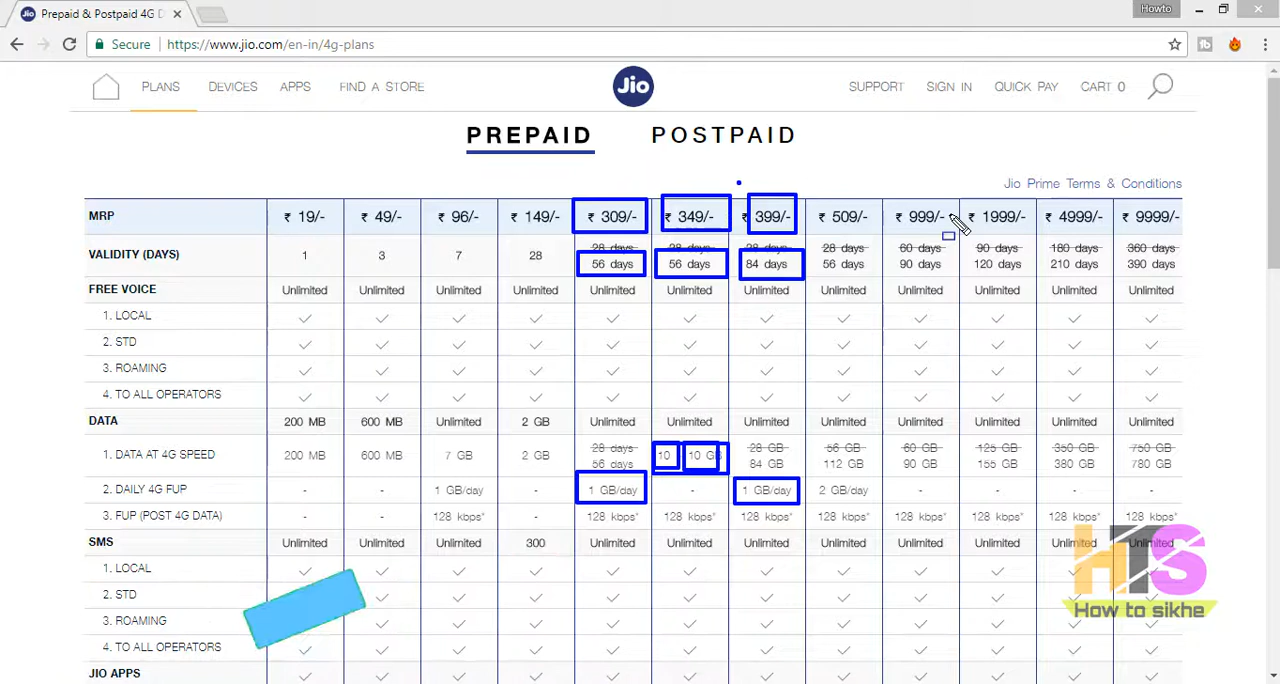 Prepaid & Postpaid 4G D
Howto
Secure https://www.jio.com/en-in/4g-plans
PLANS DEVICES APPS FIND A STORE Jio SUPPORT SIGN IN QUICK PAY CART 0
PREPAID POSTPAID
Jio Prime Terms & Conditions
MRP ₹ 19/- ₹ 49/- ₹ 96/- ₹ 149/- ₹ 309/- ₹ 349/- ₹ 399/- ₹ 509/- ₹ 999/- ₹ 1999/- ₹ 4999/- ₹ 9999/-
28 days 28 days 28 days 28 days 60 days 90 days 180 days 360 days
VALIDITY (DAYS) 1 3 7 28 56 days 56 days 84 days 56 days 90 days 120 days 210 days 390 days
FREE VOICE Unlimited Unlimited Unlimited Unlimited Unlimited Unlimited Unlimited Unlimited Unlimited Unlimited Unlimited Unlimited
1. LOCAL
2. STD
3. ROAMING
4. TO ALL OPERATORS
DATA 200 MB 600 MB Unlimited 2 GB Unlimited Unlimited Unlimited Unlimited Unlimited Unlimited Unlimited Unlimited
28 days 28 GB 56 GB 60 GB 125 GB 350 GB 750 GB
1. DATA AT 4G SPEED 200 MB 600 MB 7 GB 2 GB 56 days 10 10 GB 84 GB 112 GB 90 GB 155 GB 380 GB 780 GB
2. DAILY 4G FUP - - 1 GB/day - 1 GB/day - 1 GB/day 2 GB/day - - - -
3. FUP (POST 4G DATA) - - 128 kbps* - 128 kbps* 128 kbps* 128 kbps* 128 kbps* 128 kbps* 128 kbps* 128 kbps* 128 kbps*
SMS Unlimited Unlimited Unlimited 300 Unlimited Unlimited Unlimited Unlimited Unlimited Unlimited Unlimited Unlimited
1. LOCAL
2. STD
3. ROAMING
4. TO ALL OPERATORS
JIO APPS
HTS
How to sikhe